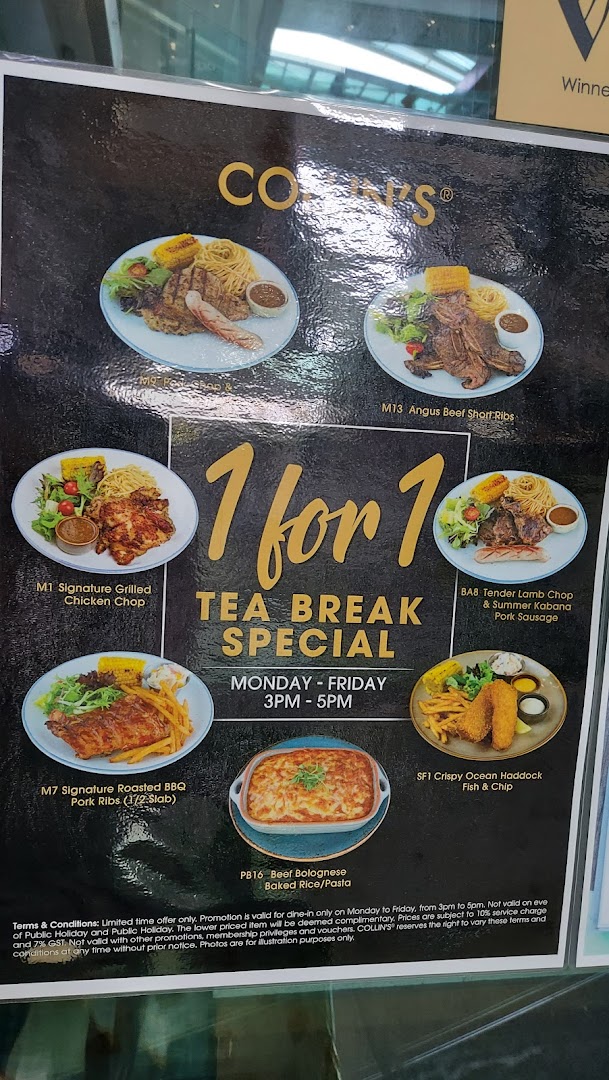 Winne
COLLIN'S®
M9 Pork Chop &
M13 Angus Beef Short Ribs
1 for 1
TEA BREAK
SPECIAL
MONDAY - FRIDAY
3PM - 5PM
M1 Signature Grilled
Chicken Chop
BA8 Tender Lamb Chop
& Summer Kabana
Pork Sausage
M7 Signature Roasted BBQ
Pork Ribs (1/2 Slab)
SF1 Crispy Ocean Haddock
Fish & Chip
PB16 Beef Bolognese
Baked Rice/Pasta
Terms & Conditions: Limited time offer only. Promotion is valid for dine-in only on Monday to Friday, from 3pm to 5pm. Not valid on eve
of Public Holiday and Public Holiday. The lower priced item will be deemed complimentary. Prices are subject to 10% service charge
and 7% GST. Not valid with other promotions, membership privileges and vouchers. COLLIN'S® reserves the right to vary these terms and
conditions at any time without prior notice. Photos are for illustration purposes only.